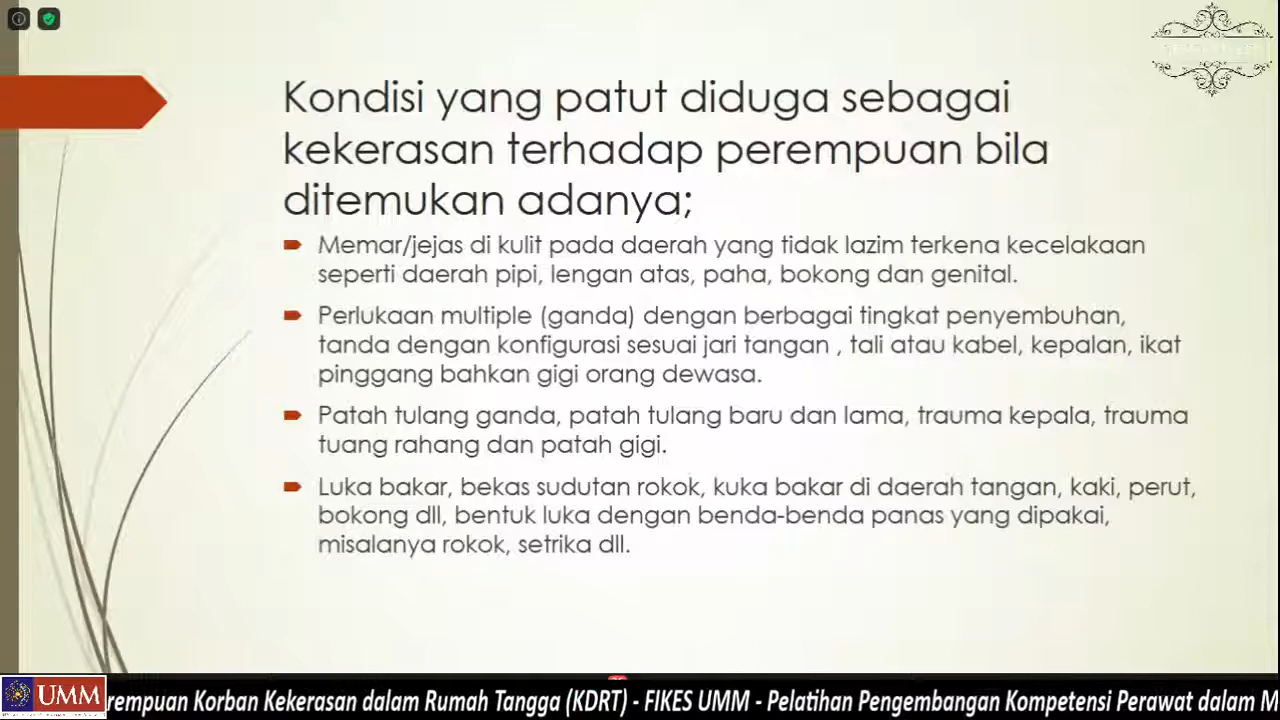 Kondisi yang patut diduga sebagai
kekerasan terhadap perempuan bila
ditemukan adanya;
Memar/jejas di kulit pada daerah yang tidak lazim terkena kecelakaan
seperti daerah pipi, lengan atas, paha, bokong dan genital.
Perlukaan multiple (ganda) dengan berbagai tingkat penyembuhan,
tanda dengan konfigurasi sesuai jari tangan , tali atau kabel, kepalan, ikat
pinggang bahkan gigi orang dewasa.
Patah tulang ganda, patah tulang baru dan lama, trauma kepala, trauma
tuang rahang dan patah gigi.
Luka bakar, bekas sudutan rokok, kuka bakar di daerah tangan, kaki, perut,
bokong dll, bentuk luka dengan benda-benda panas yang dipakai,
misalanya rokok, setrika dll.
UMM rempuan Korban Kekerasan dalam Rumah Tangga (KDRT) - FIKES UMM - Pelatihan Pengembangan Kompetensi Perawat dalam M